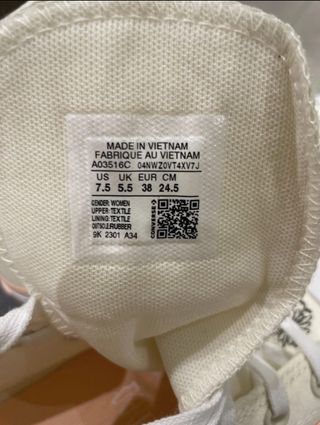 MADE IN VIETNAM
FABRIQUE AU VIETNAM
A03516C 04NWZ0VT4XV7J
US UK EUR CM
7.5 5.5 38 24.5
GENDER: WOMEN
UPPER: TEXTILE
LINING: TEXTILE
OUTSOLE: RUBBER
9K 2301 A34
CONVERSE